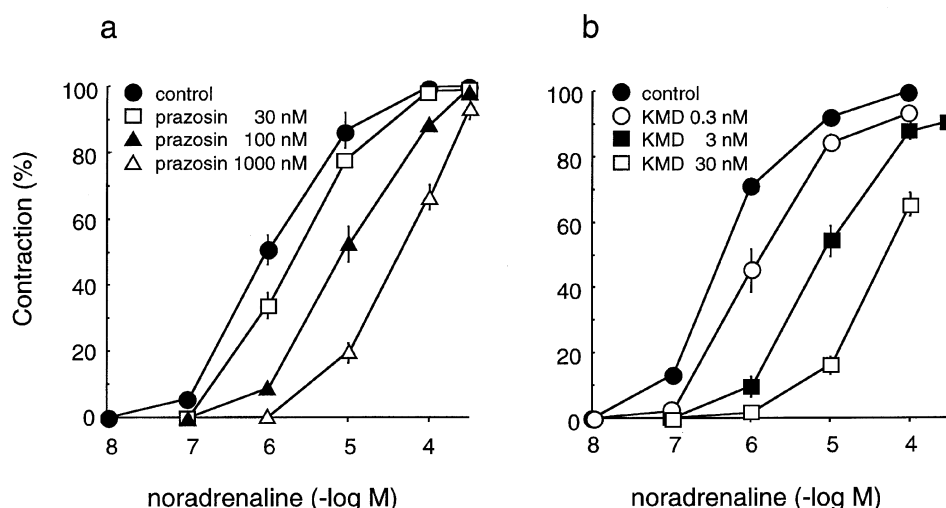 a
100
80
60
40
20
0
Contraction (%)
control
prazosin 30 nM
prazosin 100 nM
prazosin 1000 nM
8 7 6 5 4
noradrenaline (-log M)
b
100
80
60
40
20
0
control
KMD 0.3 nM
KMD 3 nM
KMD 30 nM
8 7 6 5 4
noradrenaline (-log M)